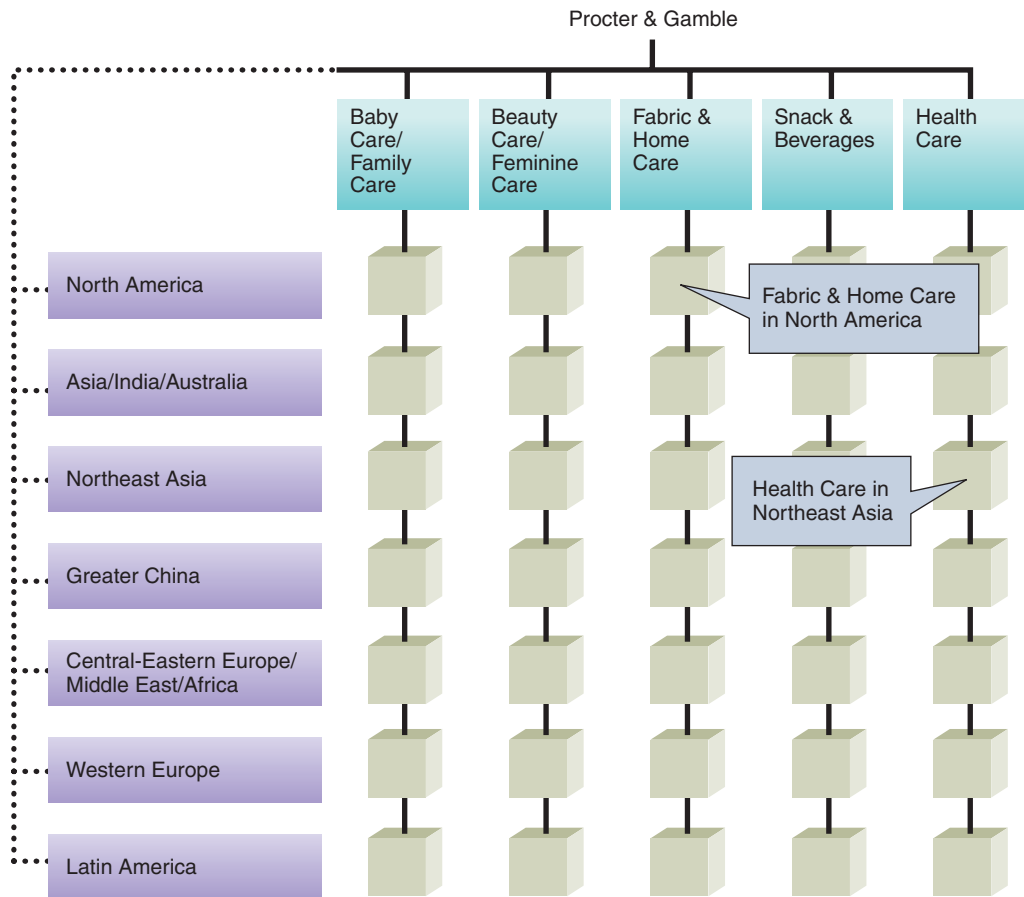 Procter & Gamble
Baby
Care/
Family
Care
Beauty
Care/
Feminine
Care
Fabric &
Home
Care
Snack &
Beverages
Health
Care
North America
Fabric & Home Care
in North America
Asia/India/Australia
Northeast Asia
Health Care in
Northeast Asia
Greater China
Central-Eastern Europe/
Middle East/Africa
Western Europe
Latin America